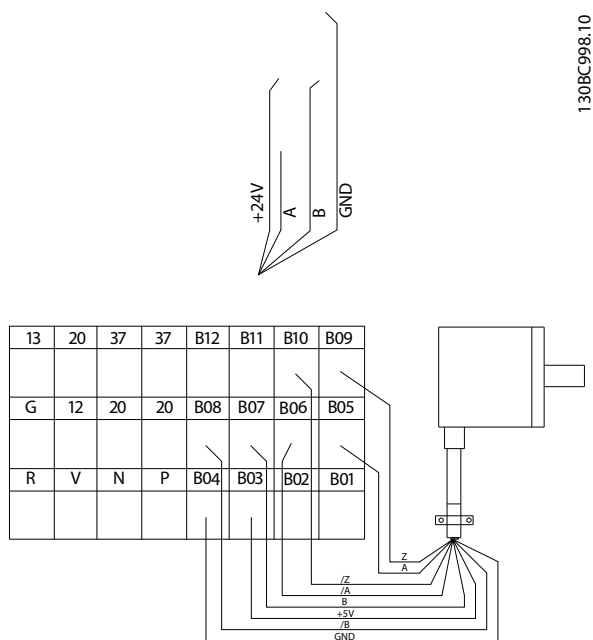 130BC998.10
+24V
A
B
GND
13 20 37 37 B12 B11 B10 B09
G 12 20 20 B08 B07 B06 B05
R V N P B04 B03 B02 B01
Z
A
/Z
/A
B
+5V
/B
GND